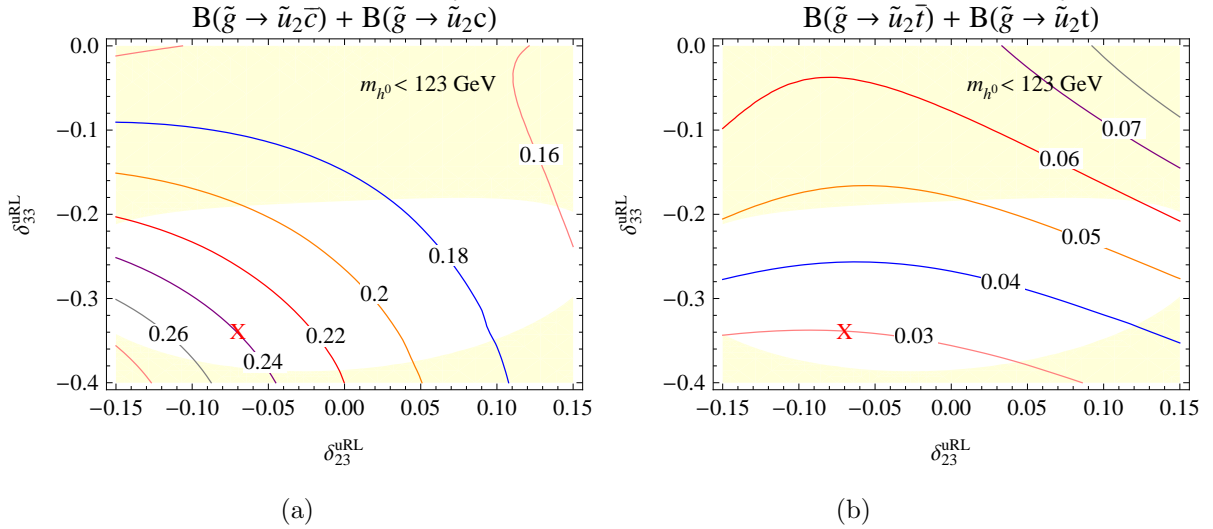 B(g̃ → ũ₂c̄) + B(g̃ → ũ₂c)
m_h⁰ < 123 GeV
0.16
0.18
0.2
0.22
0.24
0.26
X
0.0
−0.1
−0.2
−0.3
−0.4
δ₂₃ᵘᴿᴸ
δ₃₃ᵘᴿᴸ
−0.15 −0.10 −0.05 0.00 0.05 0.10 0.15
(a)
B(g̃ → ũ₂t̄) + B(g̃ → ũ₂t)
m_h⁰ < 123 GeV
0.07
0.06
0.05
0.04
0.03
X
0.0
−0.1
−0.2
−0.3
−0.4
δ₃₃ᵘᴿᴸ
−0.15 −0.10 −0.05 0.00 0.05 0.10 0.15
δ₂₃ᵘᴿᴸ
(b)